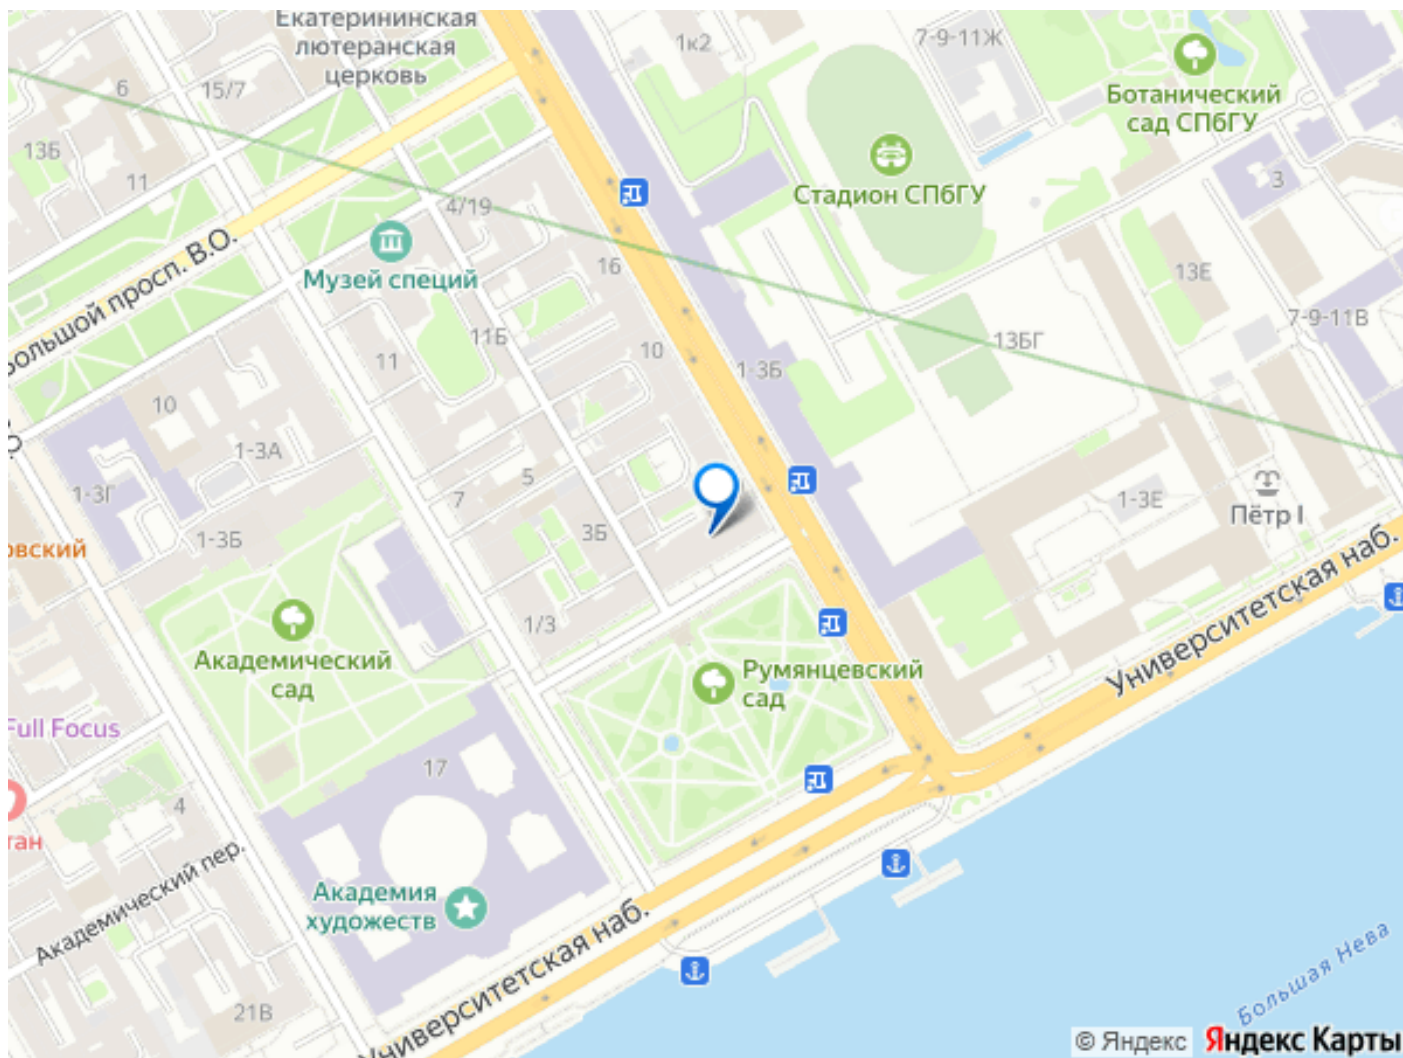 Екатерининская
лютеранская
церковь
1к2
7-9-11Ж
Ботанический
сад СПбГУ
6
15/7
13Б
11
Стадион СПбГУ
3
4/19
Музей специй
Большой просп. В.О.
16
13Е
7-9-11В
11Б
10
13БГ
11
1-3Б
10
1-3А
1-3Г
5
7
1-3Е
Пётр I
1-3Б
3Б
овский
1/3
Университетская наб.
Академический
сад
Румянцевский
сад
Full Focus
17
4
тан
Академический пер.
Академия
художеств
Университетская наб.
21В
Большая Нева
© Яндекс Яндекс Карты